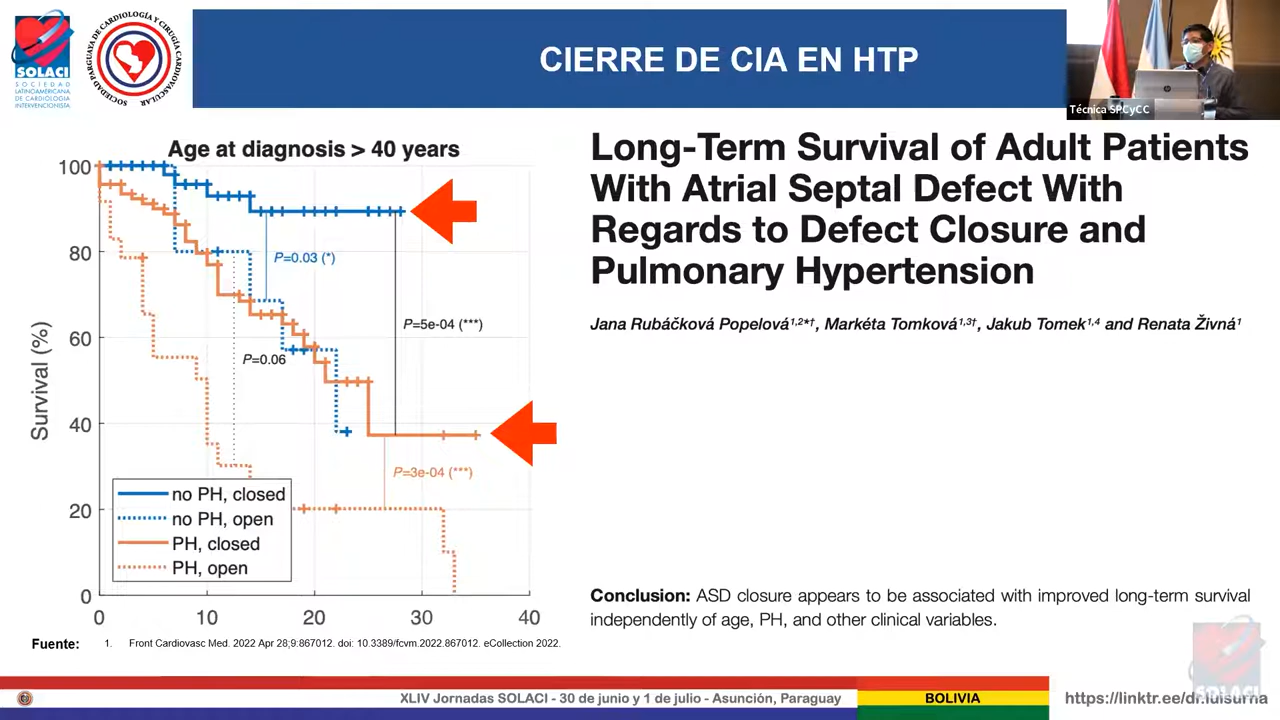 SOLACI
SOCIEDAD
LATINOAMERICANA
DE CARDIOLOGÍA
INTERVENCIONISTA
SOCIEDAD PARAGUAYA DE CARDIOLOGÍA Y CIRUGÍA CARDIOVASCULAR
CIERRE DE CIA EN HTP
hp
Técnica SPCyCC
Age at diagnosis > 40 years
Survival (%)
100
80
60
40
20
0
P=0.03 (*)
P=5e-04 (***)
P=0.06
P=3e-04 (***)
no PH, closed
no PH, open
PH, closed
PH, open
0 10 20 30 40
Fuente: 1. Front Cardiovasc Med. 2022 Apr 28;9:867012. doi: 10.3389/fcvm.2022.867012. eCollection 2022.
Long-Term Survival of Adult Patients
With Atrial Septal Defect With
Regards to Defect Closure and
Pulmonary Hypertension
Jana Rubáčková Popelová1,2*†, Markéta Tomková1,3†, Jakub Tomek1,4 and Renata Živná1
Conclusion: ASD closure appears to be associated with improved long-term survival
independently of age, PH, and other clinical variables.
SOLACI
XLIV Jornadas SOLACI - 30 de junio y 1 de julio - Asunción, Paraguay
BOLIVIA
https://linktr.ee/dr.luisurna